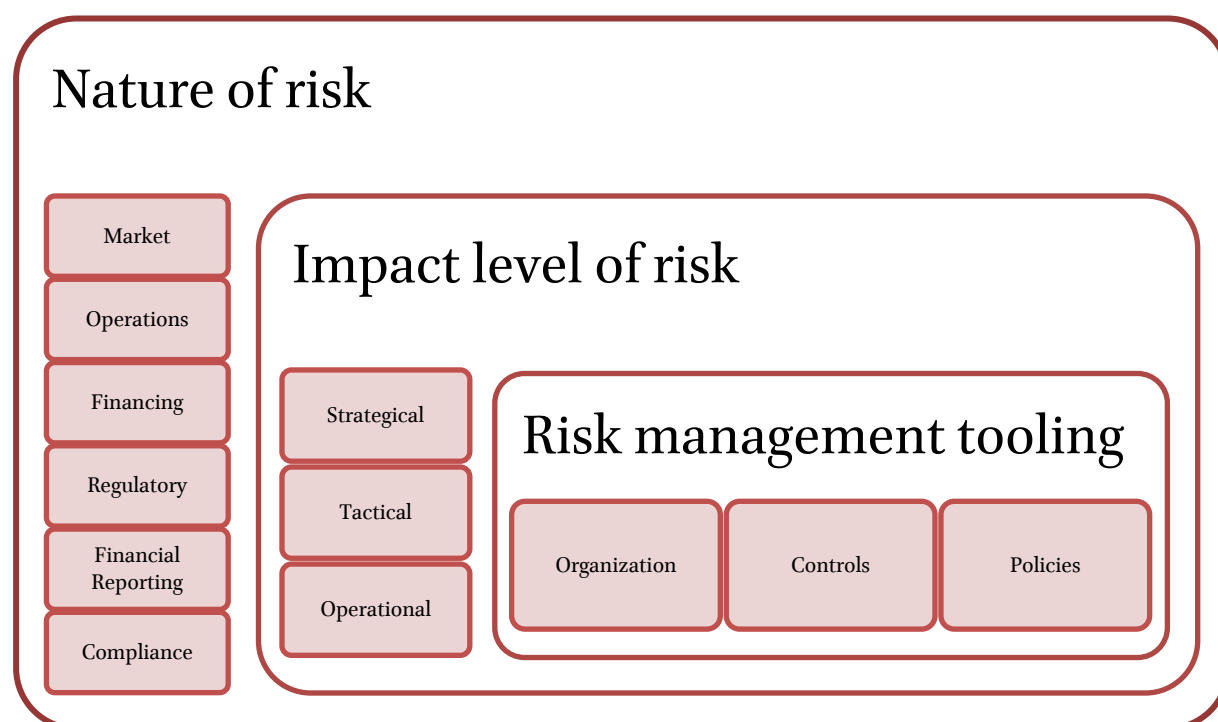 Nature of risk
Market
Operations
Financing
Regulatory
Financial
Reporting
Compliance
Impact level of risk
Strategical
Tactical
Operational
Risk management tooling
Organization
Controls
Policies